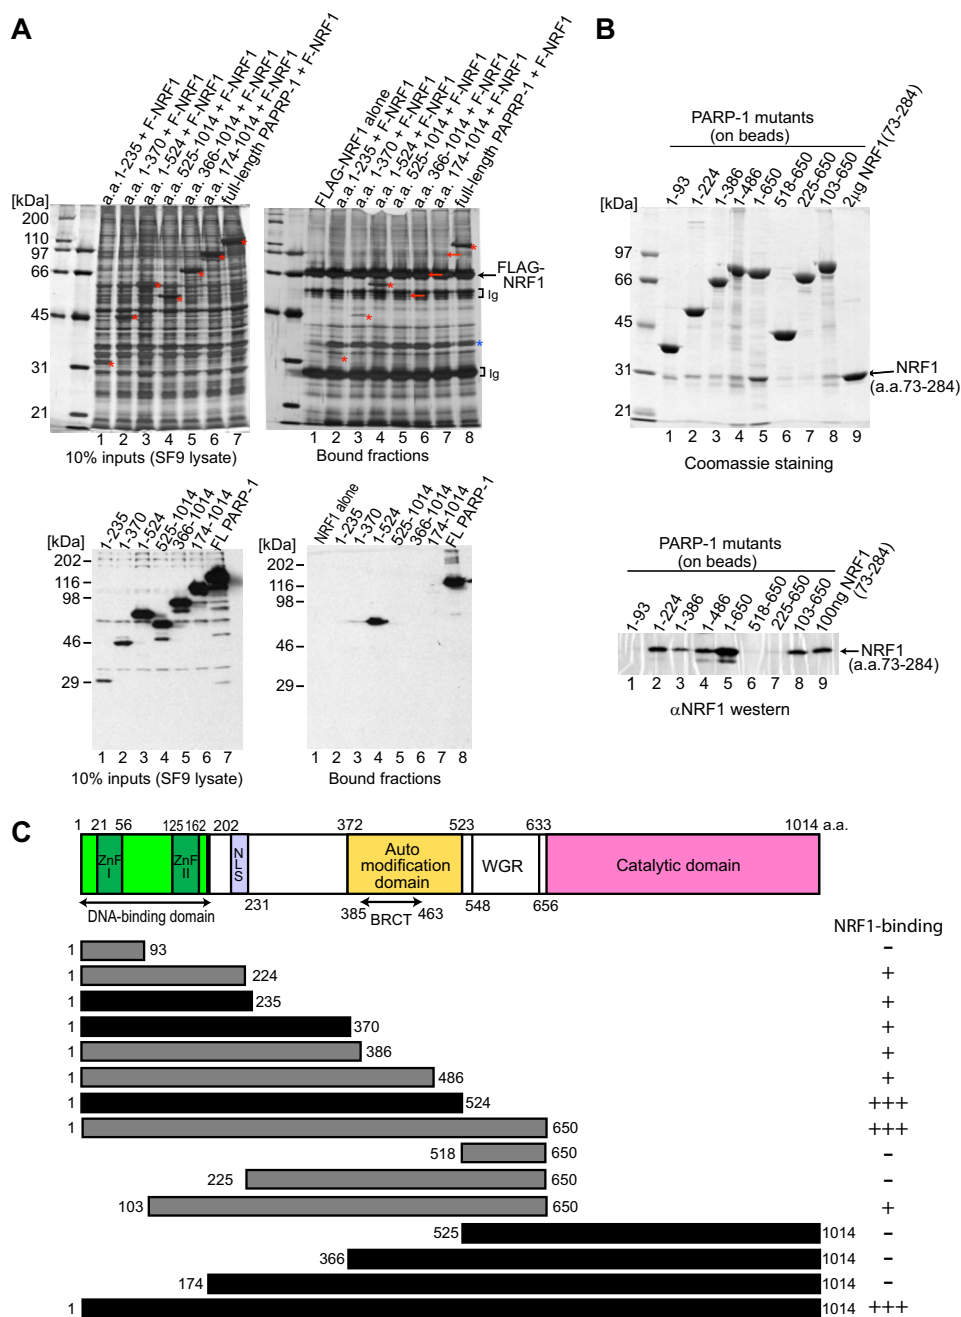 A
a.a.1-235 + F-NRF1
a.a. 1-370 + F-NRF1
a.a. 1-524 + F-NRF1
a.a. 525-1014 + F-NRF1
a.a. 366-1014 + F-NRF1
a.a. 174-1014 + F-NRF1
full-length PAPRP-1 + F-NRF1
[kDa]
200
110
97
66
45
31
21
* * * * * * *
1 2 3 4 5 6 7
10% inputs (SF9 lysate)
FLAG-NRF1 alone
a.a.1-235 + F-NRF1
a.a. 1-370 + F-NRF1
a.a. 1-524 + F-NRF1
a.a. 525-1014 + F-NRF1
a.a. 366-1014 + F-NRF1
a.a. 174-1014 + F-NRF1
full-length PAPRP-1 + F-NRF1
FLAG-
NRF1
Ig
*
Ig
* * * *
1 2 3 4 5 6 7 8
Bound fractions
[kDa]
1-235
1-370
1-524
525-1014
366-1014
174-1014
FL PARP-1
202
116
98
66
46
29
1 2 3 4 5 6 7
10% inputs (SF9 lysate)
[kDa]
NRF1 alone
1-235
1-370
1-524
525-1014
366-1014
174-1014
FL PARP-1
202
116
98
66
46
29
1 2 3 4 5 6 7 8
Bound fractions
B
PARP-1 mutants
(on beads)
[kDa]
1-93
1-224
1-386
1-486
1-650
518-650
225-650
103-650
2μg NRF1(73-284)
97
66
45
31
21
NRF1
(a.a.73-284)
1 2 3 4 5 6 7 8 9
Coomassie staining
PARP-1 mutants
(on beads)
1-93
1-224
1-386
1-486
1-650
518-650
225-650
103-650
100ng NRF1
(73-284)
NRF1
(a.a.73-284)
1 2 3 4 5 6 7 8 9
αNRF1 western
C
1 21 56 125 162 202 372 523 633 1014 a.a.
ZnF
I
ZnF
II
NLS
Auto
modification
domain
WGR
Catalytic domain
DNA-binding domain
231
385 BRCT 463
548
656
NRF1-binding
1 93 −
1 224 +
1 235 +
1 370 +
1 386 +
1 486 +
1 524 +++
1 650 +++
518 650 −
225 650 −
103 650 +
525 1014 −
366 1014 −
174 1014 −
1 1014 +++